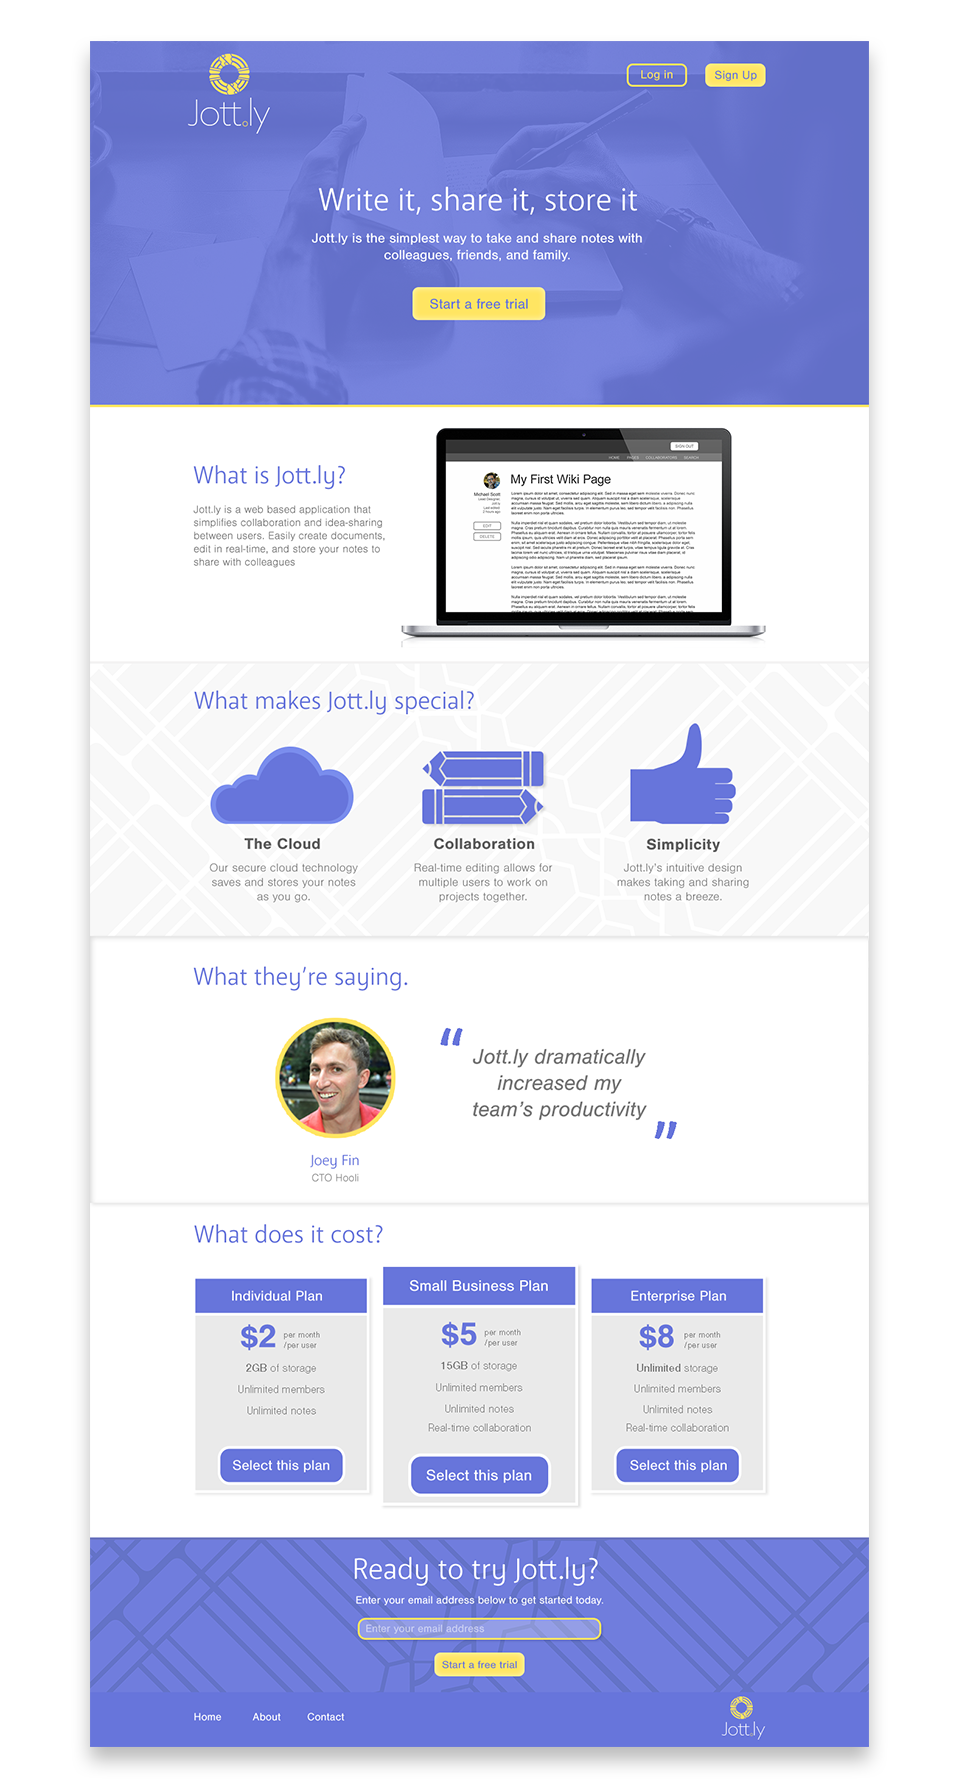 Jott.ly
Log in
Sign Up
Write it, share it, store it
Jott.ly is the simplest way to take and share notes with
colleagues, friends, and family.
Start a free trial
What is Jott.ly?
Jott.ly is a web based application that
simplifies collaboration and idea-sharing
between users. Easily create documents,
edit in real-time, and store your notes to
share with colleagues
SIGN OUT
HOME PAGES COLLABORATORS SEARCH
My First Wiki Page
Michael Scott
EDIT
DELETE
What makes Jott.ly special?
The Cloud
Our secure cloud technology
saves and stores your notes
as you go.
Collaboration
Real-time editing allows for
multiple users to work on
projects together.
Simplicity
Jott.ly's intuitive design
makes taking and sharing
notes a breeze.
What they're saying.
Joey Fin
CTO Hooli
“ Jott.ly dramatically
increased my
team's productivity ”
What does it cost?
Individual Plan
$2 per month
/per user
2GB of storage
Unlimited members
Unlimited notes
Select this plan
Small Business Plan
$5 per month
/per user
15GB of storage
Unlimited members
Unlimited notes
Real-time collaboration
Select this plan
Enterprise Plan
$8 per month
/per user
Unlimited storage
Unlimited members
Unlimited notes
Real-time collaboration
Select this plan
Ready to try Jott.ly?
Enter your email address below to get started today.
Enter your email address
Start a free trial
Home
About
Contact
Jott.ly